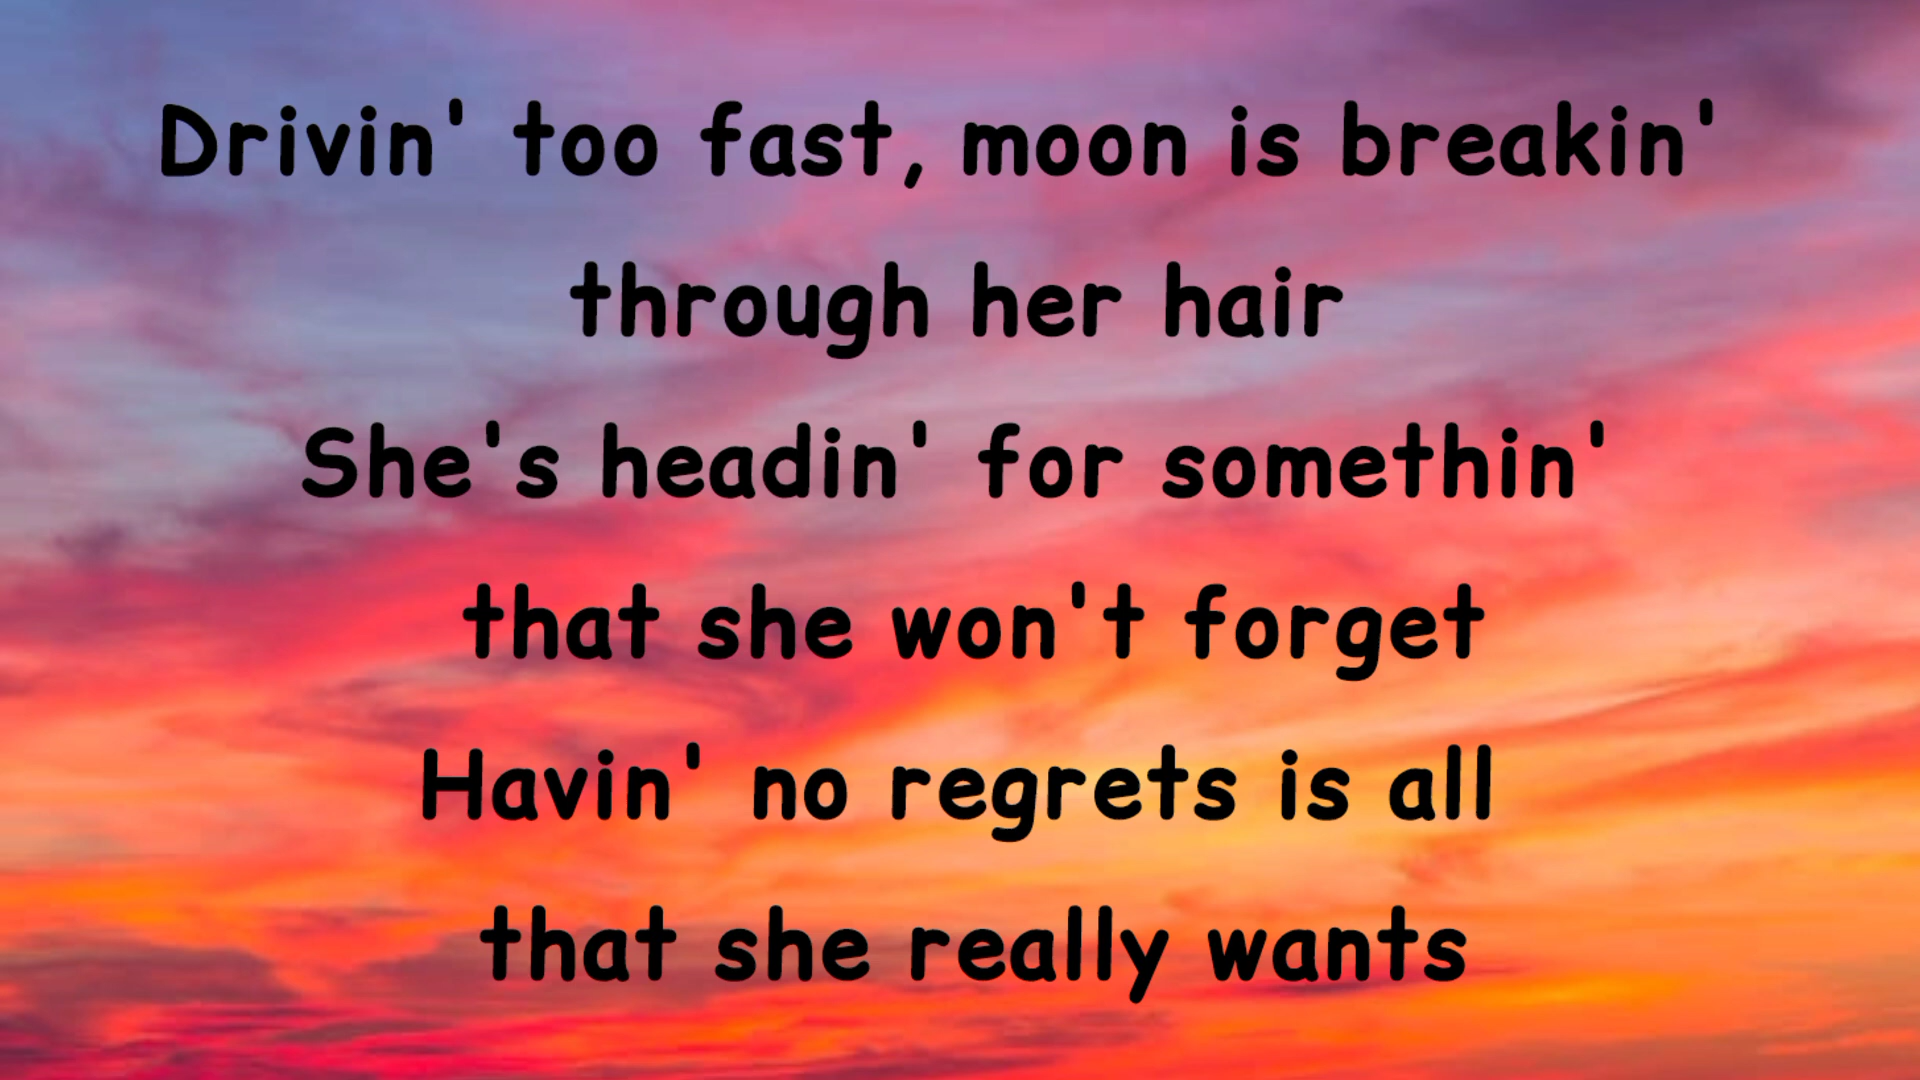 Drivin' too fast, moon is breakin'
through her hair
She's headin' for somethin'
that she won't forget
Havin' no regrets is all
that she really wants